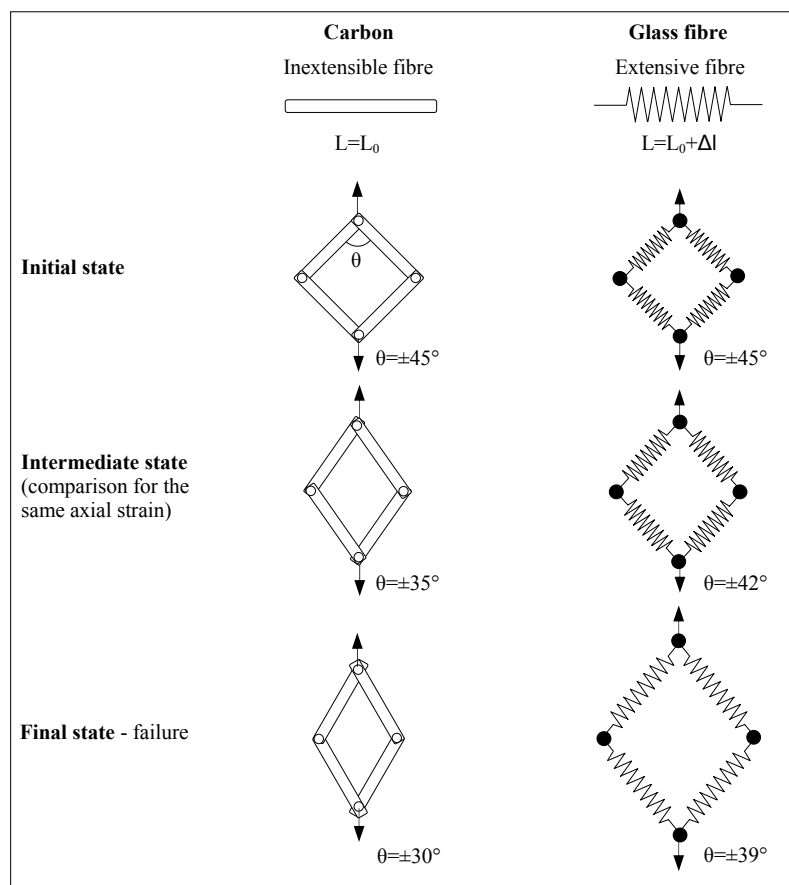 Carbon
Glass fibre
Inextensible fibre
Extensive fibre
L=L₀
L=L₀+Δl
Initial state
θ
θ=±45°
θ=±45°
Intermediate state
(comparison for the
same axial strain)
θ=±35°
θ=±42°
Final state - failure
θ=±30°
θ=±39°